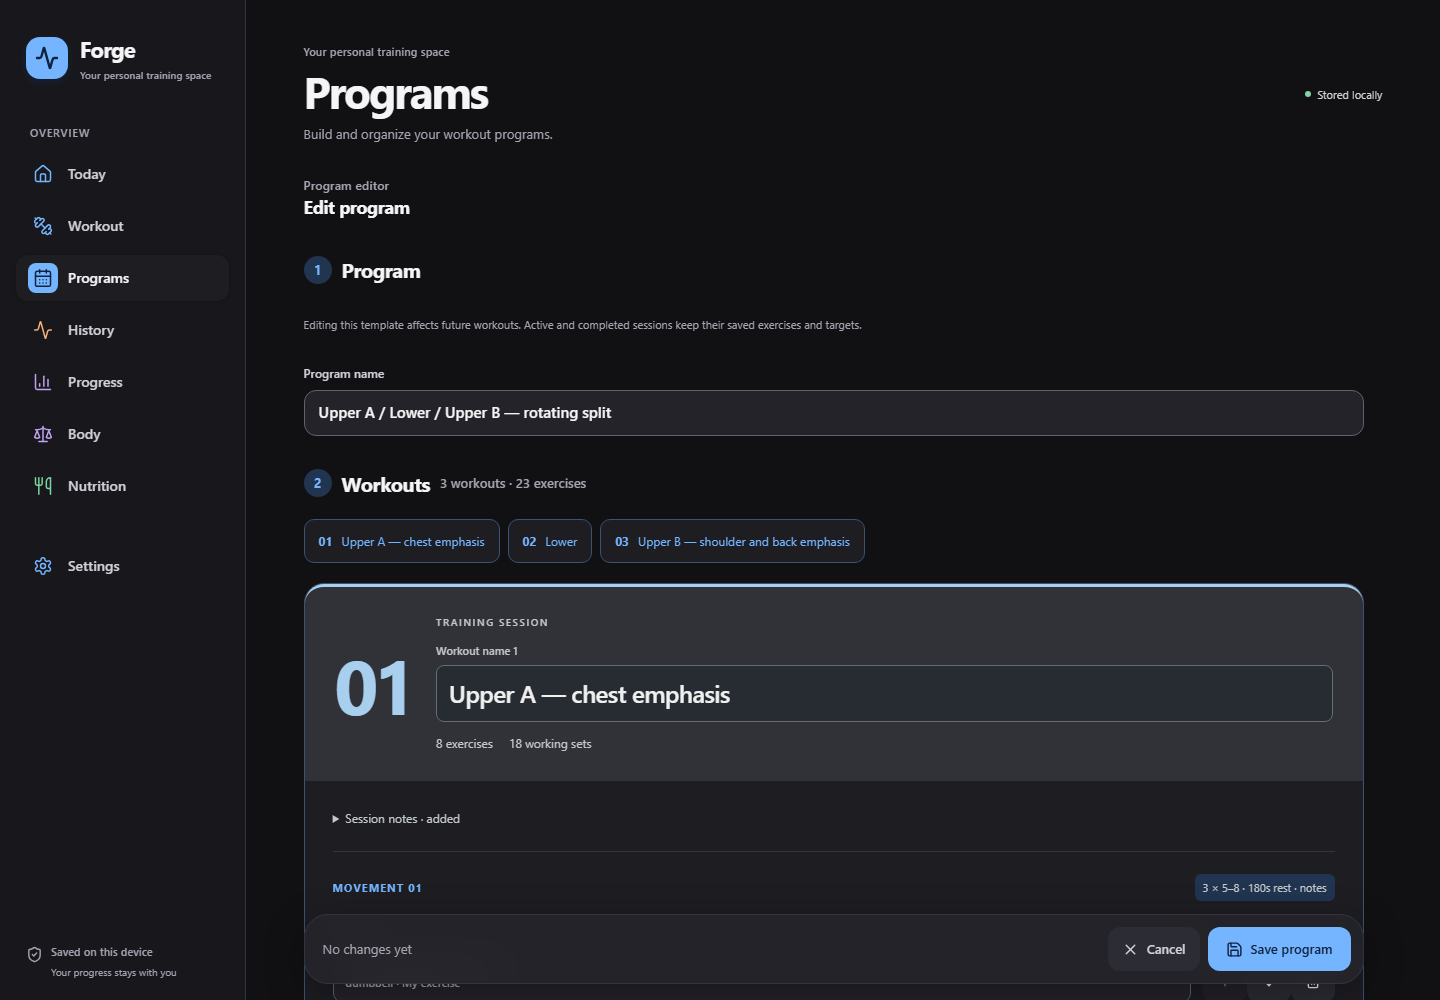 Forge
Your personal training space
OVERVIEW
Today
Workout
Programs
History
Progress
Body
Nutrition
Settings
Saved on this device
Your progress stays with you
Your personal training space
Programs
Stored locally
Build and organize your workout programs.
Program editor
Edit program
1 Program
Editing this template affects future workouts. Active and completed sessions keep their saved exercises and targets.
Program name
Upper A / Lower / Upper B — rotating split
2 Workouts 3 workouts · 23 exercises
01 Upper A — chest emphasis 02 Lower 03 Upper B — shoulder and back emphasis
TRAINING SESSION
Workout name 1
01 Upper A — chest emphasis
8 exercises 18 working sets
Session notes · added
MOVEMENT 01 3 × 5–8 · 180s rest · notes
No changes yet Cancel Save program
dumbbell · My exercise